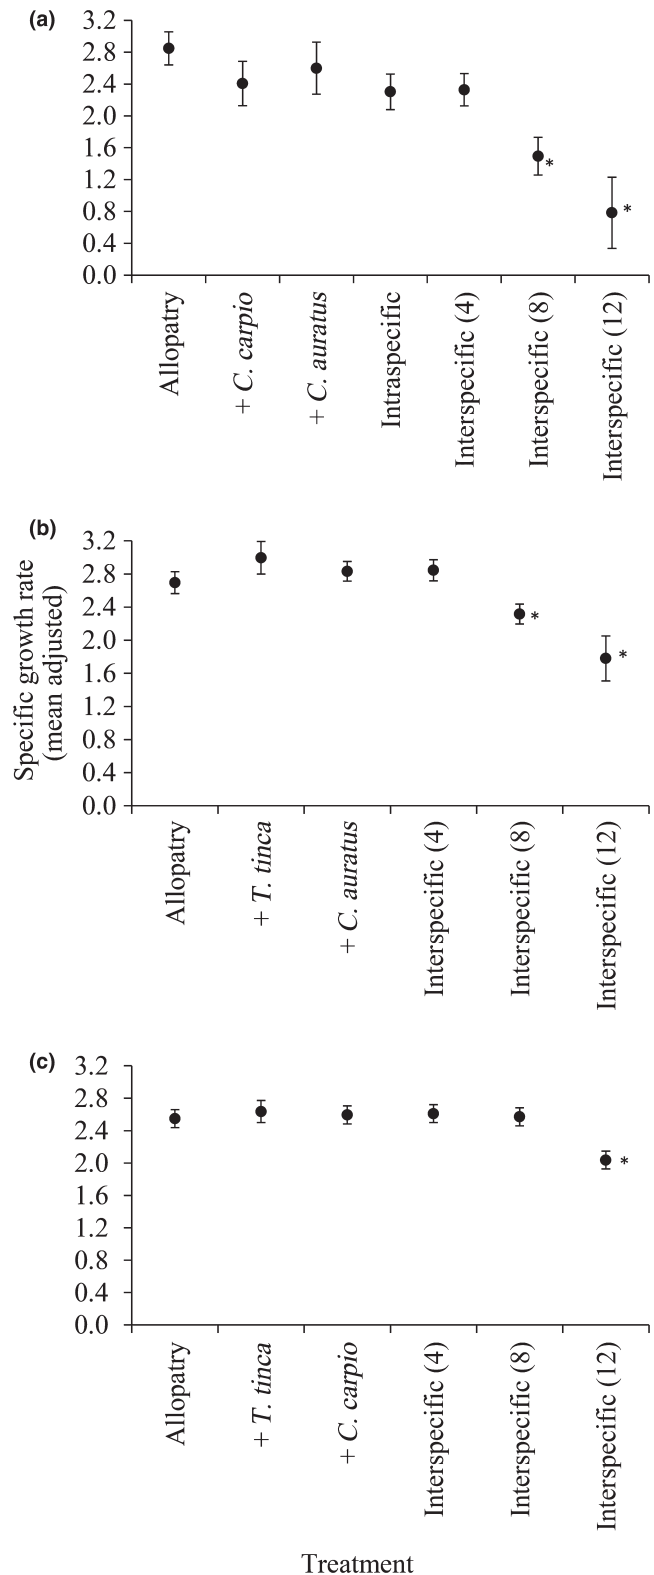 (a)
3.2
2.8
2.4
2.0
1.6
1.2
0.8
0.4
0.0
*
*
Allopatry
+ C. carpio
+ C. auratus
Intraspecific
Interspecific (4)
Interspecific (8)
Interspecific (12)
(b)
3.2
2.8
2.4
2.0
1.6
1.2
0.8
0.4
0.0
*
*
Specific growth rate
(mean adjusted)
Allopatry
+ T. tinca
+ C. auratus
Interspecific (4)
Interspecific (8)
Interspecific (12)
(c)
3.2
2.8
2.4
2.0
1.6
1.2
0.8
0.4
0.0
*
Allopatry
+ T. tinca
+ C. carpio
Interspecific (4)
Interspecific (8)
Interspecific (12)
Treatment